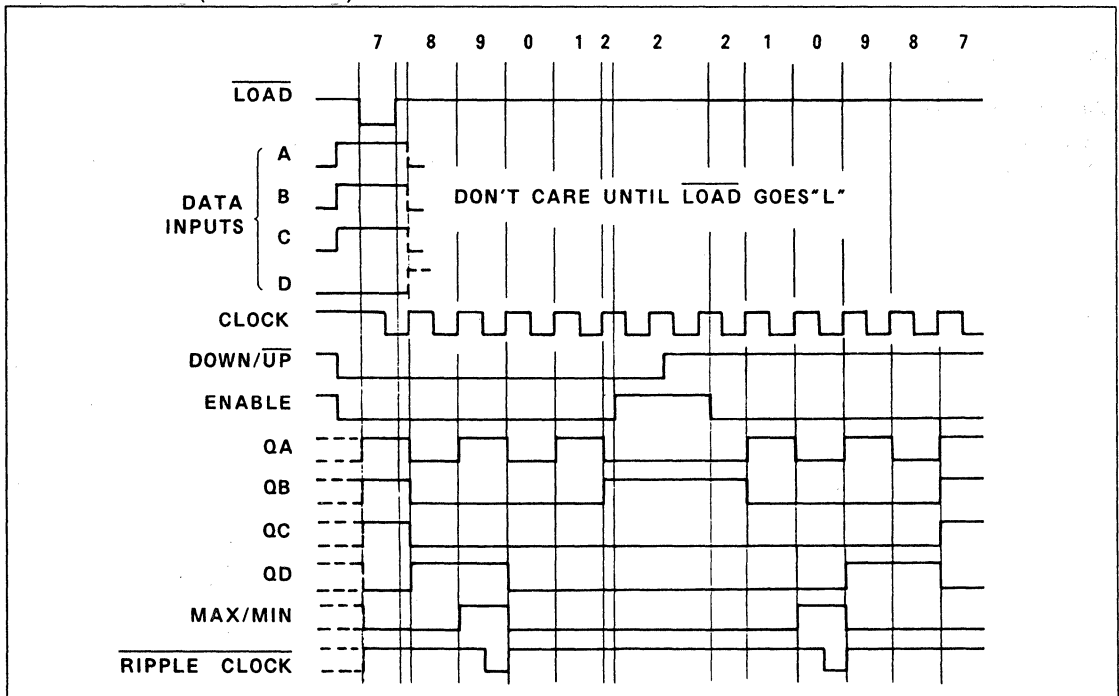 7 8 9 0 1 2 2 2 1 0 9 8 7
LOAD
A
B
C
D
DATA
INPUTS
DON'T CARE UNTIL LOAD GOES"L"
CLOCK
DOWN/UP
ENABLE
QA
QB
QC
QD
MAX/MIN
RIPPLE CLOCK